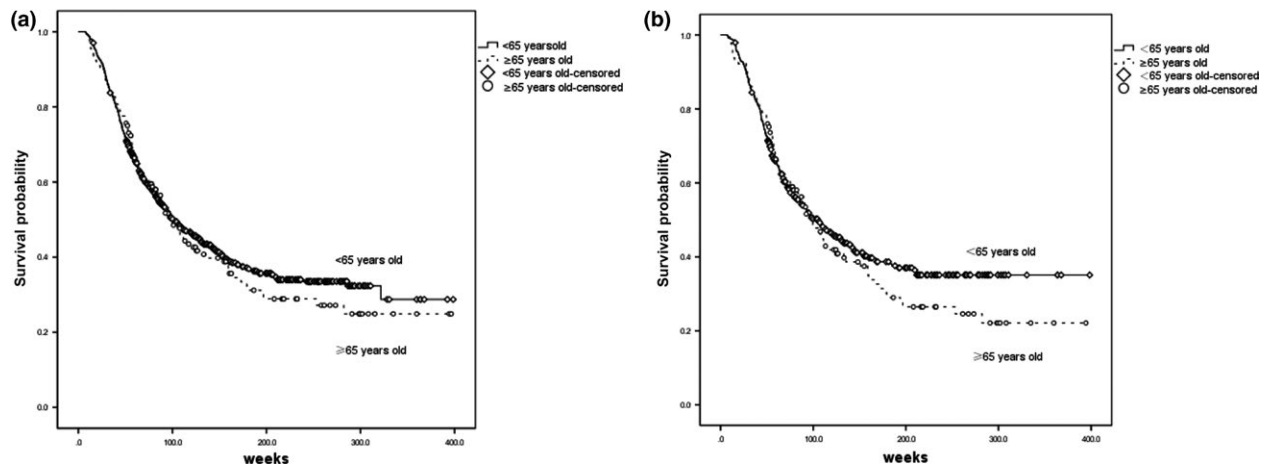 (a)
1.0
0.8
0.6
0.4
0.2
0.0
Survival probability
.0 100.0 200.0 300.0 400.0
weeks
<65 yearsold
≥65 years old
<65 years old-censored
≥65 years old-censored
<65 years old
⩾65 years old
(b)
1.0
0.8
0.6
0.4
0.2
0.0
Survival probability
.0 100.0 200.0 300.0 400.0
weeks
<65 years old
≥65 years old
<65 years old-censored
≥65 years old-censored
<65 years old
⩾65 years old